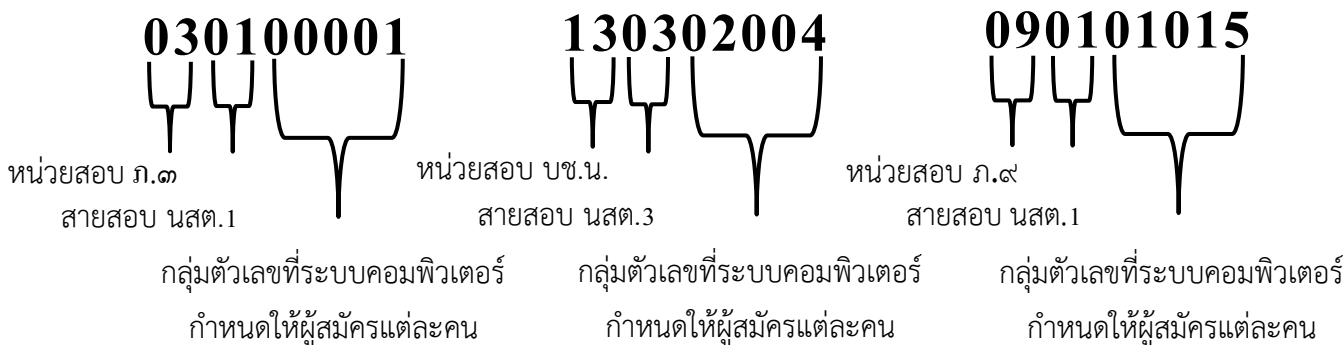 030100001
หน่วยสอบ ภ.๓
สายสอบ นสต.1
กลุ่มตัวเลขที่ระบบคอมพิวเตอร์
กำหนดให้ผู้สมัครแต่ละคน
130302004
หน่วยสอบ บช.น.
สายสอบ นสต.3
กลุ่มตัวเลขที่ระบบคอมพิวเตอร์
กำหนดให้ผู้สมัครแต่ละคน
090101015
หน่วยสอบ ภ.๙
สายสอบ นสต.1
กลุ่มตัวเลขที่ระบบคอมพิวเตอร์
กำหนดให้ผู้สมัครแต่ละคน